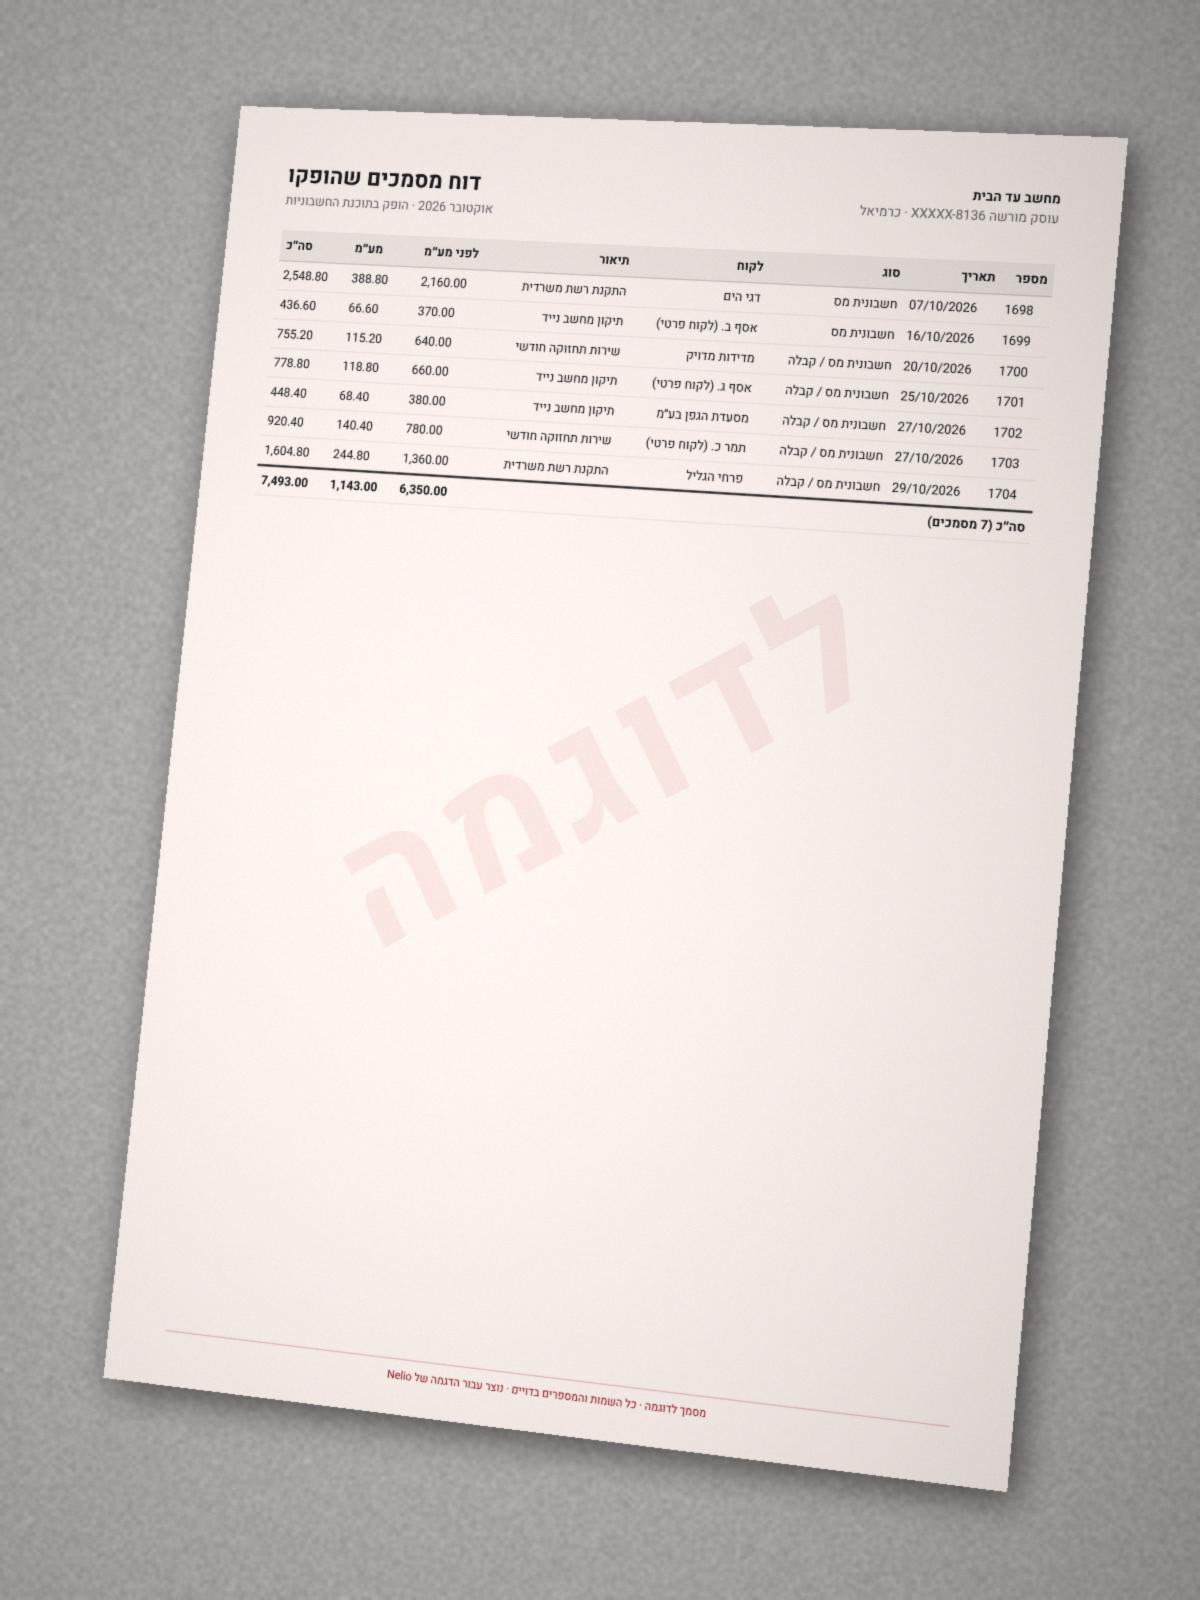 מחשב עד הבית
עוסק מורשה XXXXX-8136 · כרמיאל
דוח מסמכים שהופקו
אוקטובר 2026 · הופק בתוכנת החשבוניות
מספר תאריך סוג לקוח תיאור לפני מע"מ מע"מ סה"כ
1698 07/10/2026 חשבונית מס דגי הים התקנת רשת משרדית 2,160.00 388.80 2,548.80
1699 16/10/2026 חשבונית מס אסף ב. (לקוח פרטי) תיקון מחשב נייד 370.00 66.60 436.60
1700 20/10/2026 חשבונית מס / קבלה מדידות מדויק שירות תחזוקה חודשי 640.00 115.20 755.20
1701 25/10/2026 חשבונית מס / קבלה אסף ג. (לקוח פרטי) תיקון מחשב נייד 660.00 118.80 778.80
1702 27/10/2026 חשבונית מס / קבלה מסעדת הגפן בע"מ תיקון מחשב נייד 380.00 68.40 448.40
1703 27/10/2026 חשבונית מס / קבלה תמר כ. (לקוח פרטי) שירות תחזוקה חודשי 780.00 140.40 920.40
1704 29/10/2026 חשבונית מס / קבלה פרחי הגליל התקנת רשת משרדית 1,360.00 244.80 1,604.80
סה"כ (7 מסמכים) 6,350.00 1,143.00 7,493.00
לדוגמה
מסמך לדוגמה · כל השמות והמספרים בדויים · נוצר עבור הדגמה של Nelio